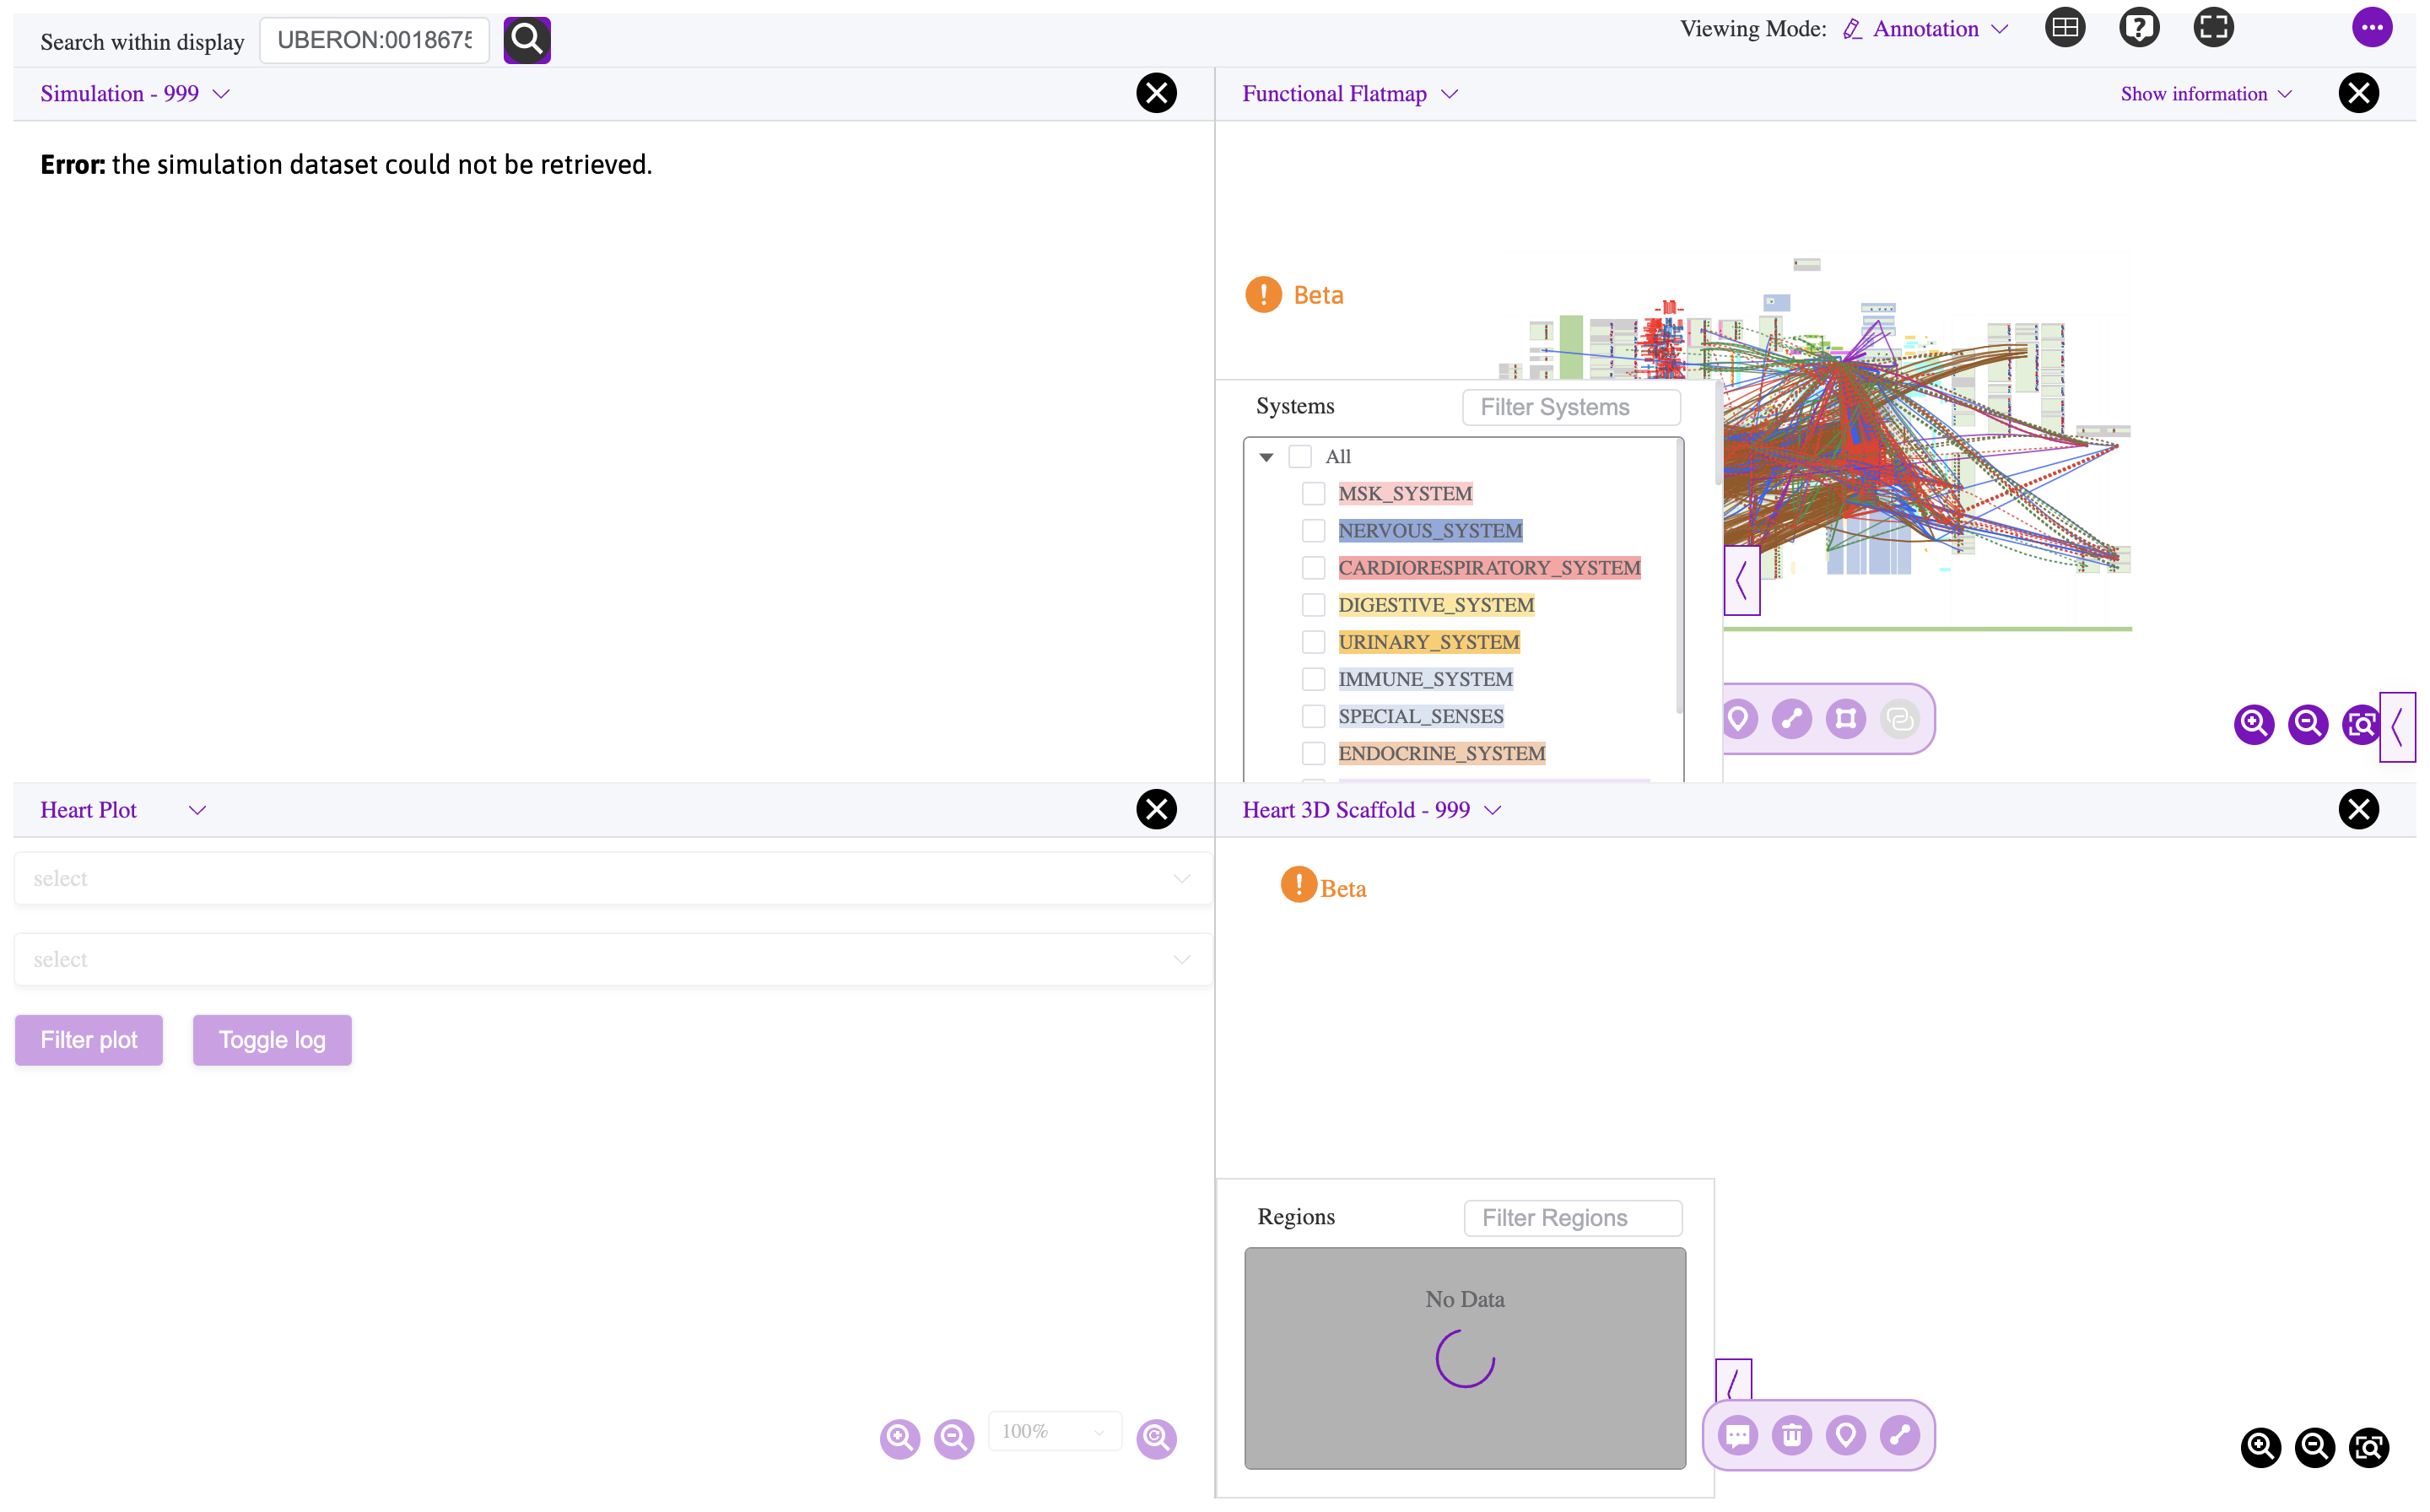 Search within display UBERON:0018675
Viewing Mode: Annotation
Simulation - 999
Functional Flatmap
Show information
Error: the simulation dataset could not be retrieved.
Beta
Systems
Filter Systems
All
MSK_SYSTEM
NERVOUS_SYSTEM
CARDIORESPIRATORY_SYSTEM
DIGESTIVE_SYSTEM
URINARY_SYSTEM
IMMUNE_SYSTEM
SPECIAL_SENSES
ENDOCRINE_SYSTEM
Heart Plot
Heart 3D Scaffold - 999
select
select
Filter plot
Toggle log
100%
Beta
Regions
Filter Regions
No Data